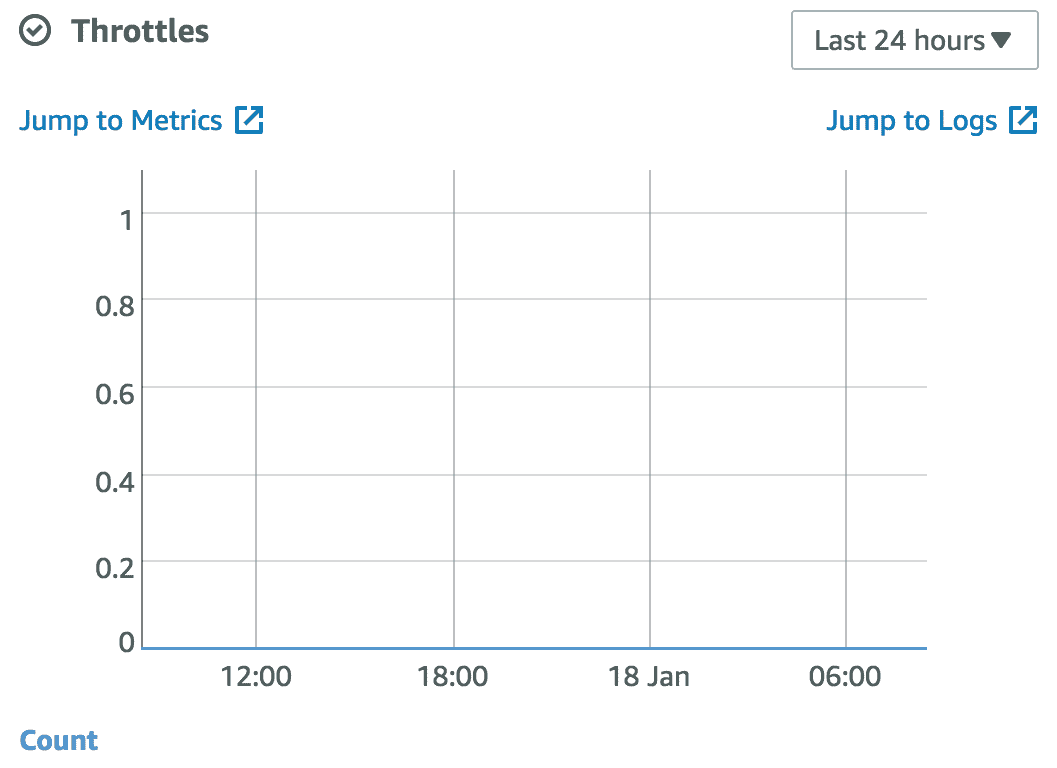 Throttles
Last 24 hours
Jump to Metrics
Jump to Logs
1
0.8
0.6
0.4
0.2
0
12:00
18:00
18 Jan
06:00
Count